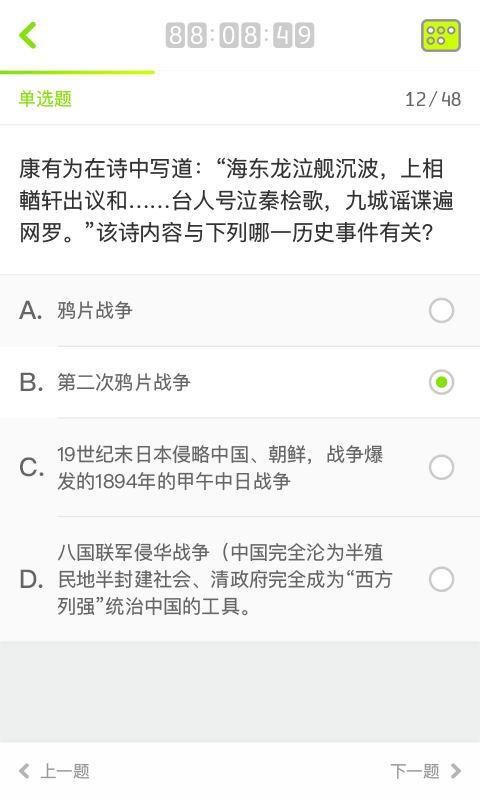 88:08:49
单选题
12/48
康有为在诗中写道：“海东龙泣舰沉波，上相
輶轩出议和……台人号泣秦桧歌，九城谣谍遍
网罗。”该诗内容与下列哪一历史事件有关？
A. 鸦片战争
B. 第二次鸦片战争
C. 19世纪末日本侵略中国、朝鲜，战争爆
发的1894年的甲午中日战争
D. 八国联军侵华战争（中国完全沦为半殖
民地半封建社会、清政府完全成为“西方
列强”统治中国的工具。
上一题
下一题